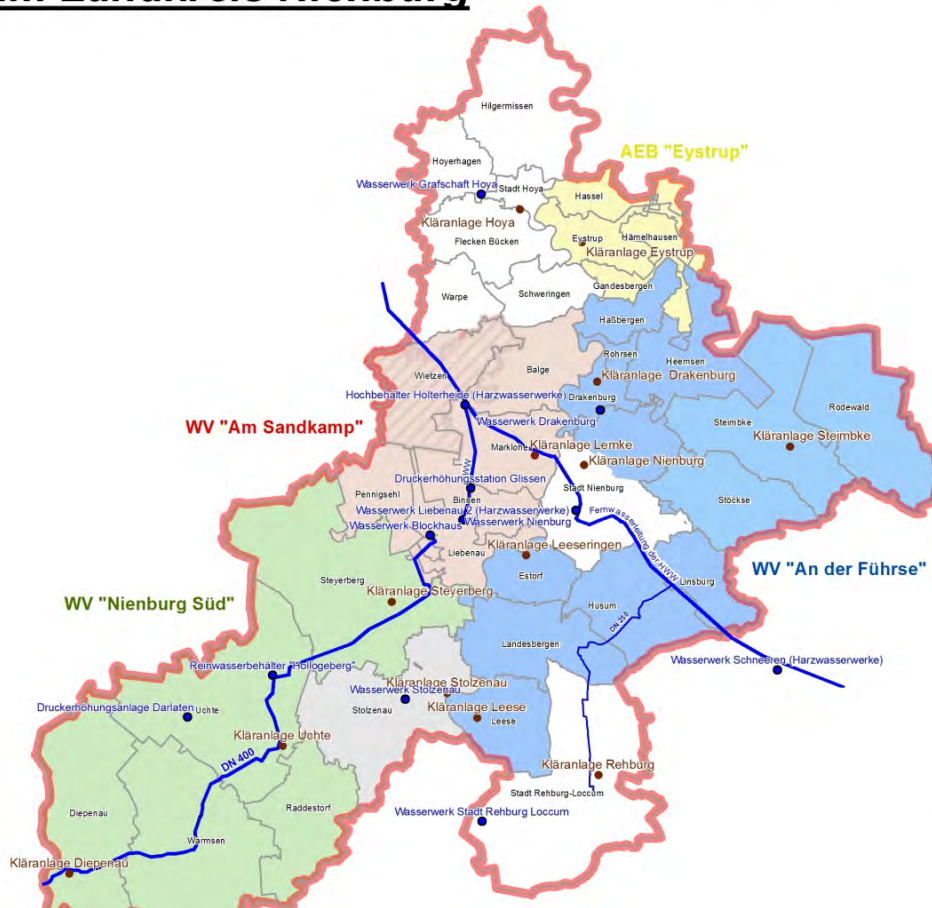 Hilgermissen
Hoyerhagen
AEB "Eystrup"
Wasserwerk Grafschaft Hoya
Stadt Hoya
Hassel
Kläranlage Hoya
Flecken Bücken
Eystrup
Hämelhausen
Kläranlage Eystrup
Gandesbergen
Warpe
Schweringen
Haßbergen
Rohrsen
Heemsen
Wietzen
Balge
Kläranlage Drakenburg
Hochbehälter Holterheide (Harzwasserwerke)
Drakenburg
Rodewald
Steimbke
Wasserwerk Drakenburg
WV "Am Sandkamp"
Kläranlage Lemke
Marklohe
Kläranlage Steimbke
Kläranlage Nienburg
Druckerhöhungsstation Glissen
Pennigsehl
Stadt Nienburg
Binnen
Stöckse
Wasserwerk Liebenau 2 (Harzwasserwerke)
Wasserwerk Nienburg
Wasserwerk Blockhaus
Fernwasserleitung der HWW
Liebenau
Kläranlage Leeseringen
WV "An der Führse"
Steyerberg
Estorf
Linsburg
Kläranlage Steyerberg
Husum
WV "Nienburg Süd"
DN 250
Landesbergen
Wasserwerk Schneeren (Harzwasserwerke)
Reinwasserbehälter "Hollogeberg"
Kläranlage Stolzenau
Wasserwerk Stolzenau
Druckerhöhungsanlage Darlaten
Uchte
Stolzenau
Kläranlage Leese
Leese
Kläranlage Uchte
DN 400
Kläranlage Rehburg
Stadt Rehburg-Loccum
Raddestorf
Diepenau
Wasserwerk Stadt Rehburg Loccum
Warmsen
Kläranlage Diepenau